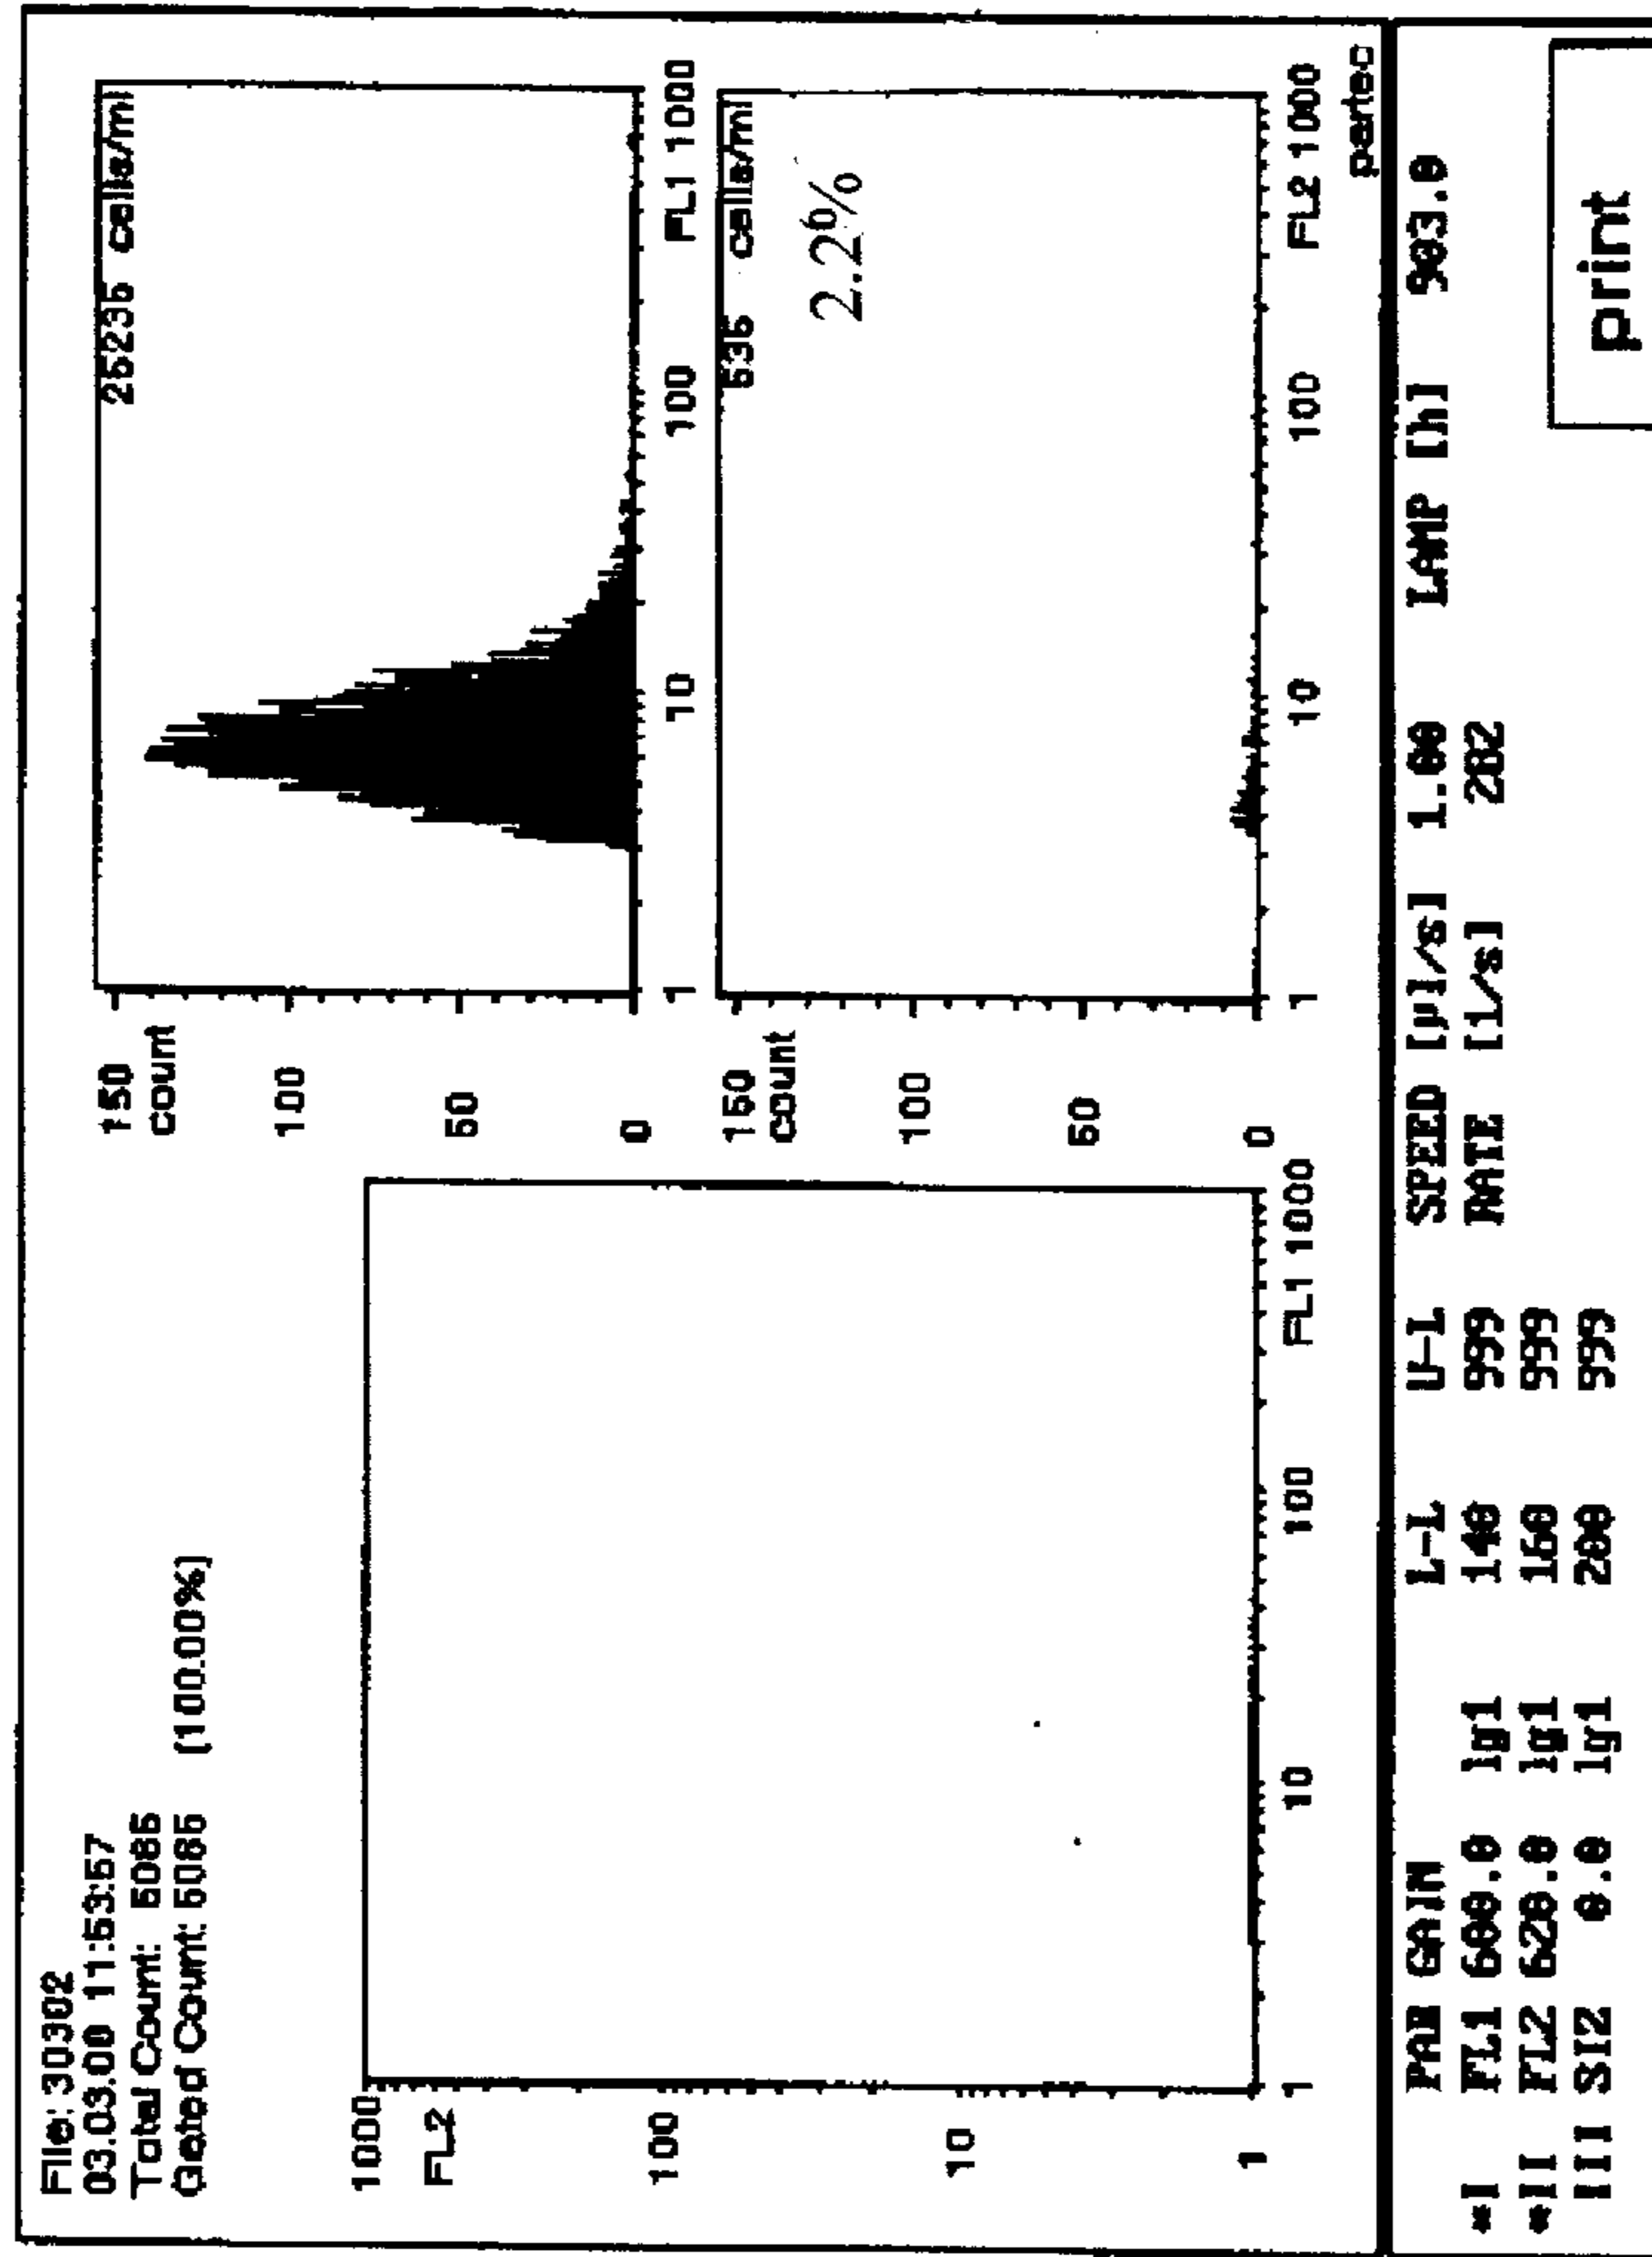 File: 30302
03.03.00 11:53:57
Total Count: 5085
Gated Count: 5085 (100.00%)
1000
FL2
100
10
1
1
10
100
FL1 1000
150
count
100
50
0
25235 cells/ml
1
10
100
FL1 1000
150
count
100
50
0
535 cells/ml
2.2%
1
10
100
FL2 1000
partec
PAR GAIN L-L U-L SPEED [µl/s] 1.00 LAMP [h] 903.0
*I FL1 600.0 lg1 140 999 RATE [1/s] 282
*II FL2 620.0 lg1 160 999
III SI2 0.0 lg1 200 999
print